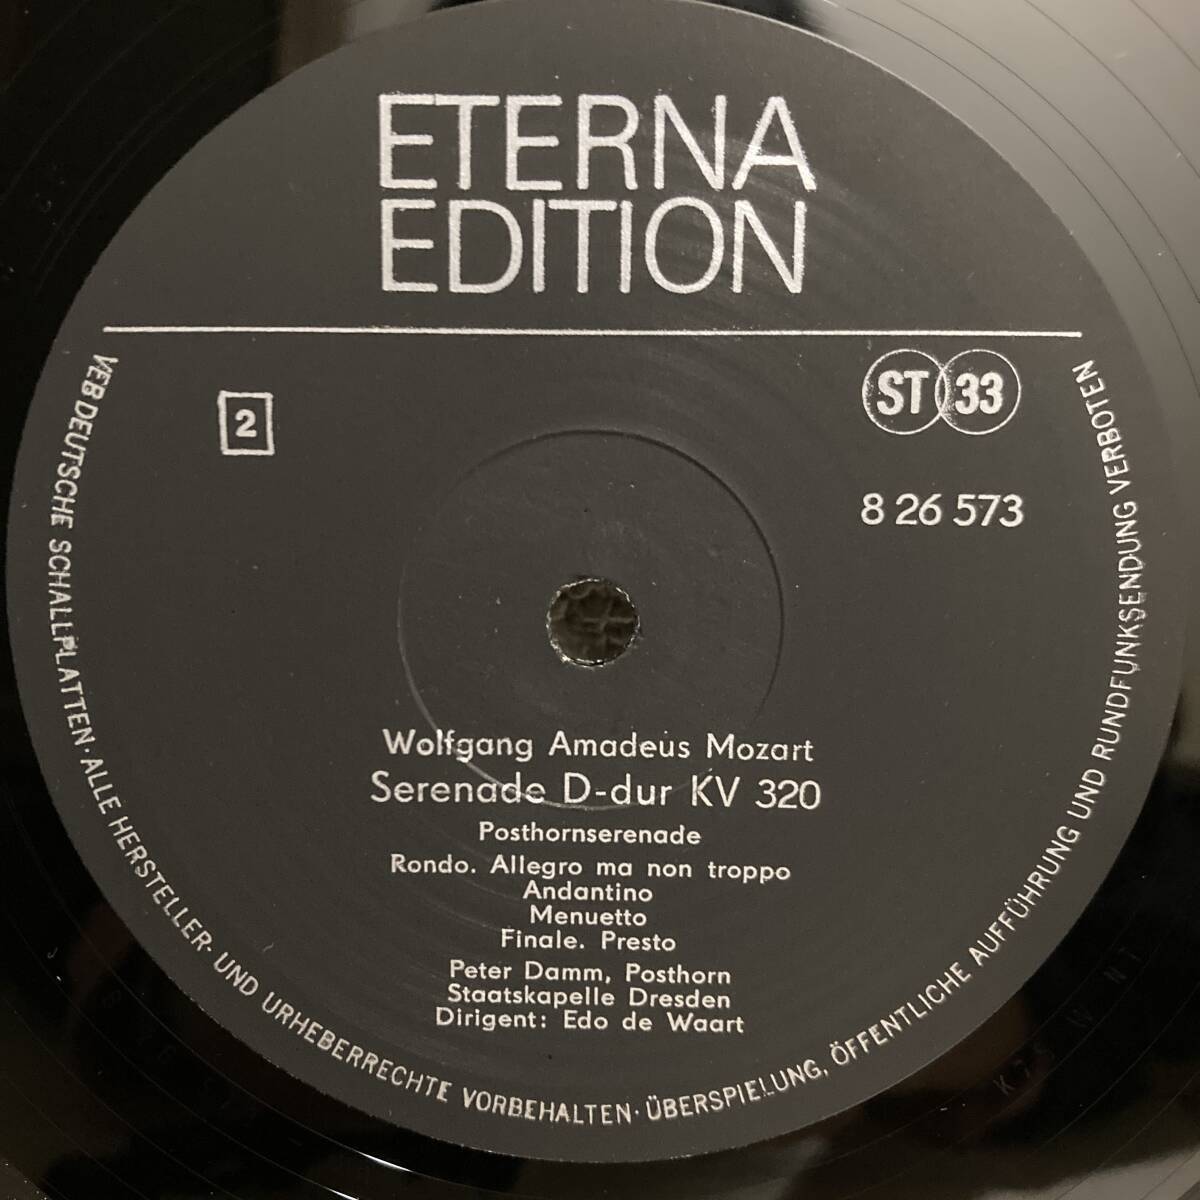 ETERNA
EDITION
2
ST 33
8 26 573
Wolfgang Amadeus Mozart
Serenade D-dur KV 320
Posthornserenade
Rondo. Allegro ma non troppo
Andantino
Menuetto
Finale. Presto
Peter Damm, Posthorn
Staatskapelle Dresden
Dirigent: Edo de Waart
VEB DEUTSCHE SCHALLPLATTEN · ALLE HERSTELLER- UND URHEBERRECHTE VORBEHALTEN · ÜBERSPIELUNG, ÖFFENTLICHE AUFFÜHRUNG UND RUNDFUNKSENDUNG VERBOTEN